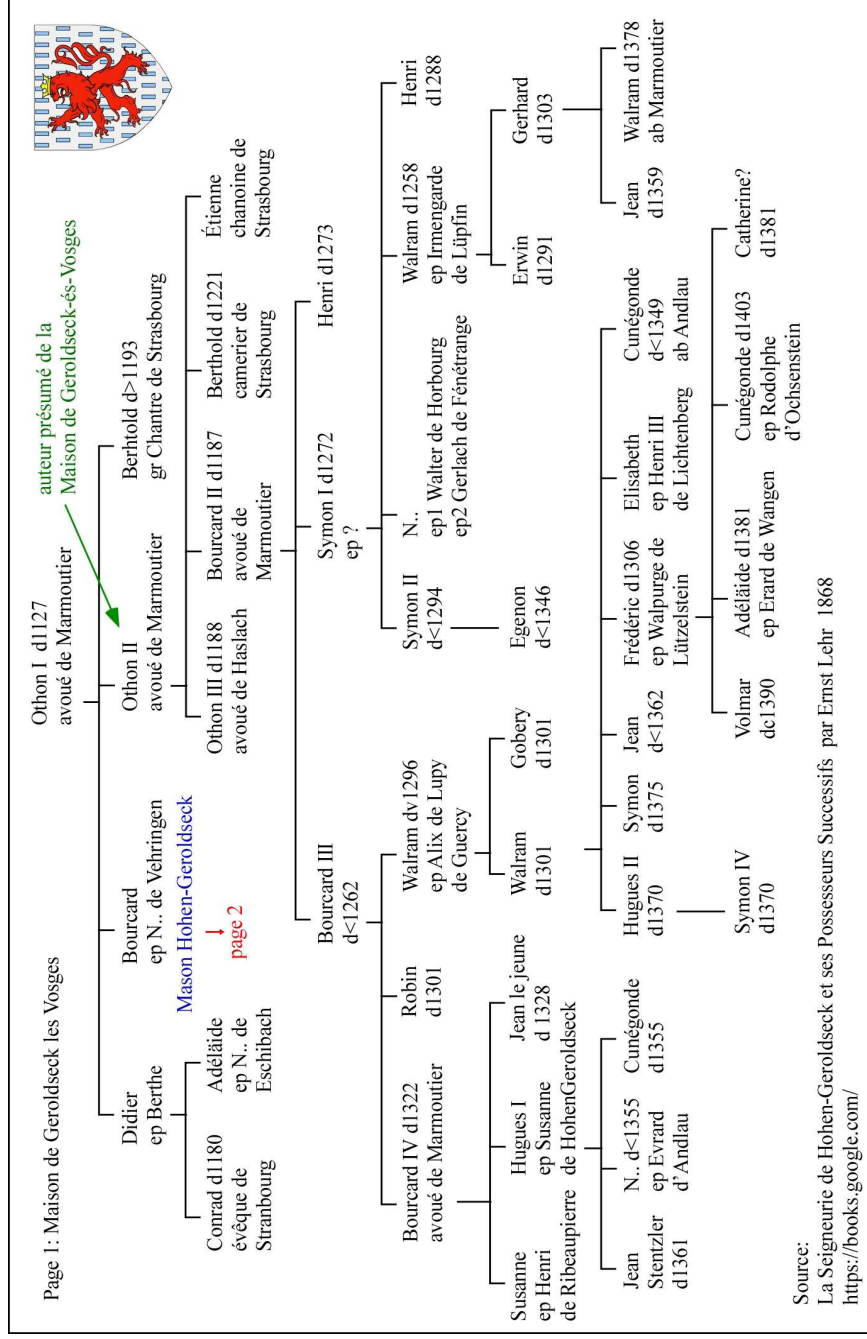 Page 1: Maison de Geroldseck les Vosges
Othon I d1127
avoué de Marmoutier
auteur présumé de la
Maison de Geroldseck-és-Vosges
Didier
ep Berthe
Bourcard
ep N.. de Vehringen
Mason Hohen-Geroldseck
page 2
Othon II
avoué de Marmoutier
Berhtold d>1193
gr Chantre de Strasbourg
Conrad d1180
évêque de
Stranbourg
Adéläide
ep N.. de
Eschibach
Othon III d1188
avoué de Haslach
Bourcard II d1187
avoué de
Marmoutier
Berthold d1221
camerier de
Strasbourg
Étienne
chanoine de
Strasbourg
Bourcard III
d<1262
Symon I d1272
ep ?
Henri d1273
Bourcard IV d1322
avoué de Marmoutier
Robin
d1301
Walram dv1296
ep Alix de Lupy
de Guercy
Symon II
d<1294
N..
ep1 Walter de Horbourg
ep2 Gerlach de Fénétrange
Walram d1258
ep Irmengarde
de Lüpfin
Henri
d1288
Susanne
ep Henri
de Ribeaupierre
Hugues I
ep Susanne
de HohenGeroldseck
Jean le jeune
d 1328
Walram
d1301
Gobery
d1301
Egenon
d<1346
Erwin
d1291
Gerhard
d1303
Jean
Stentzler
d1361
N.. d<1355
ep Evrard
d’Andlau
Cunégonde
d1355
Hugues II
d1370
Symon
d1375
Jean
d<1362
Frédéric d1306
ep Walpurge de
Lützelstein
Elisabeth
ep Henri III
de Lichtenberg
Cunégonde
d<1349
ab Andlau
Jean
d1359
Walram d1378
ab Marmoutier
Symon IV
d1370
Volmar
dc1390
Adéläide d1381
ep Erard de Wangen
Cunégonde d1403
ep Rodolphe
d’Ochsenstein
Catherine?
d1381
Source:
La Seigneurie de Hohen-Geroldseck et ses Possesseurs Successifs par Ernst Lehr 1868
https://books.google.com/